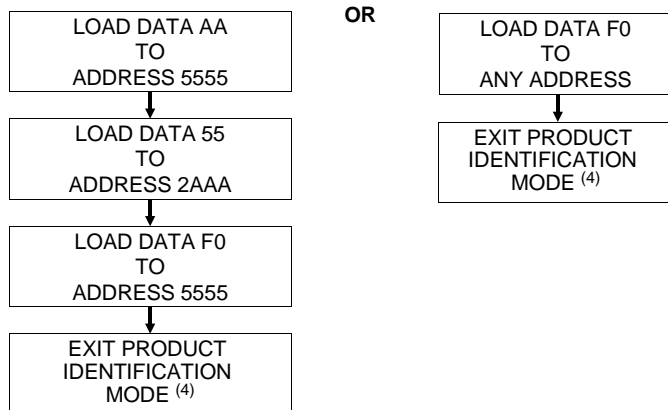 LOAD DATA AA
TO
ADDRESS 5555
LOAD DATA 55
TO
ADDRESS 2AAA
LOAD DATA F0
TO
ADDRESS 5555
EXIT PRODUCT
IDENTIFICATION
MODE (4)
OR
LOAD DATA F0
TO
ANY ADDRESS
EXIT PRODUCT
IDENTIFICATION
MODE (4)